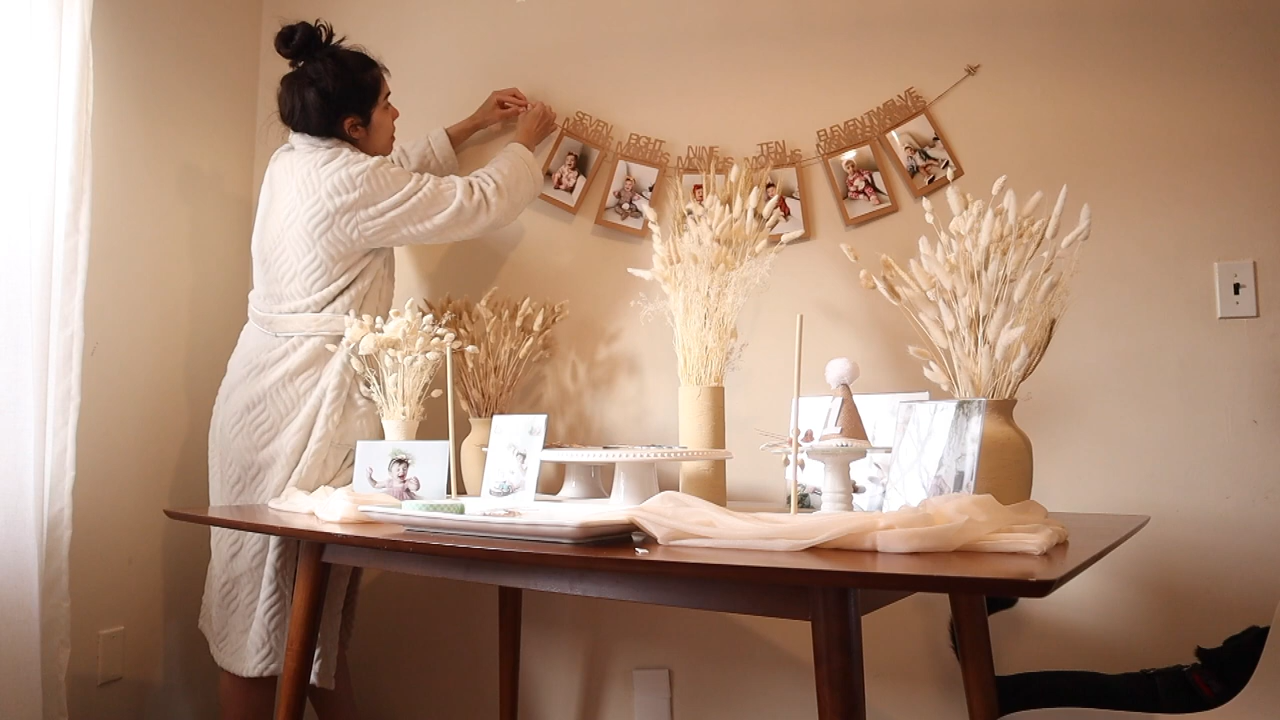 SEVEN
MONTHS
EIGHT
MONTHS
NINE
MONTHS
TEN
MONTHS
ELEVEN
MONTHS
TWELVE
MONTHS